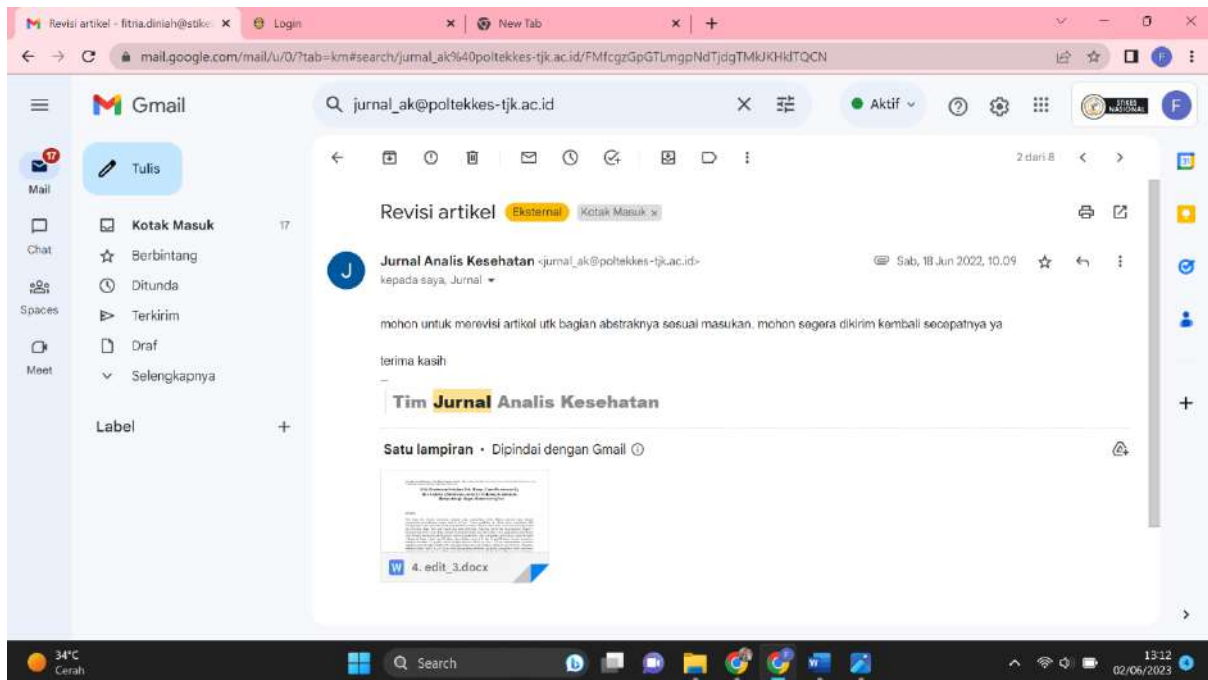 Revisi artikel - fitria.diniah@stike
Login
New Tab
mail.google.com/mail/u/0/?tab=km#search/jurnal_ak%40poltekkes-tjk.ac.id/FMfcgzGpGTLmgpNdTjdgTMkJKHkfTQCN
Gmail
jurnal_ak@poltekkes-tjk.ac.id
Aktif
STIKES NASIONAL
F
17
Mail
Chat
Spaces
Meet
Tulis
Kotak Masuk 17
Berbintang
Ditunda
Terkirim
Draf
Selengkapnya
Label
2 dari 8
Revisi artikel Eksternal Kotak Masuk x
J
Jurnal Analis Kesehatan <jurnal_ak@poltekkes-tjk.ac.id>
Sab, 18 Jun 2022, 10.09
kepada saya, Jurnal
mohon untuk merevisi artikel utk bagian abstraknya sesuai masukan. mohon segera dikirim kembali secepatnya ya
terima kasih
--
Tim Jurnal Analis Kesehatan
Satu lampiran • Dipindai dengan Gmail
W 4. edit_3.docx
34°C
Cerah
Search
13:12
02/06/2023
4